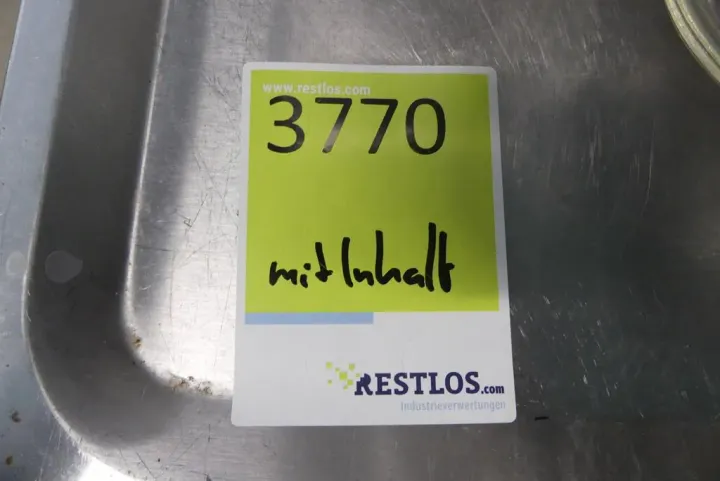 www.restlos.com
3770
mit Inhalt
RESTLOS.com
Industrieverwertungen